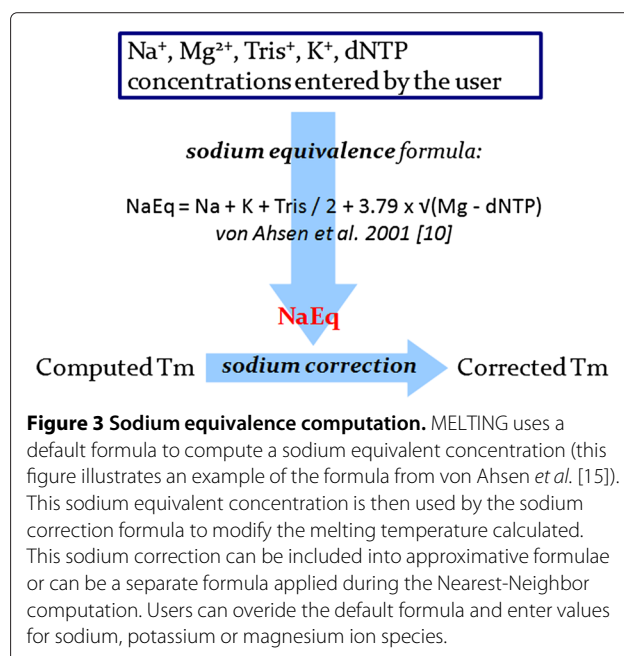 Na⁺, Mg²⁺, Tris⁺, K⁺, dNTP
concentrations entered by the user
sodium equivalence formula:
NaEq = Na + K + Tris / 2 + 3.79 x √(Mg - dNTP)
von Ahsen et al. 2001 [10]
NaEq
Computed Tm sodium correction Corrected Tm
Figure 3 Sodium equivalence computation. MELTING uses a
default formula to compute a sodium equivalent concentration (this
figure illustrates an example of the formula from von Ahsen et al. [15]).
This sodium equivalent concentration is then used by the sodium
correction formula to modify the melting temperature calculated.
This sodium correction can be included into approximative formulae
or can be a separate formula applied during the Nearest-Neighbor
computation. Users can overide the default formula and enter values
for sodium, potassium or magnesium ion species.